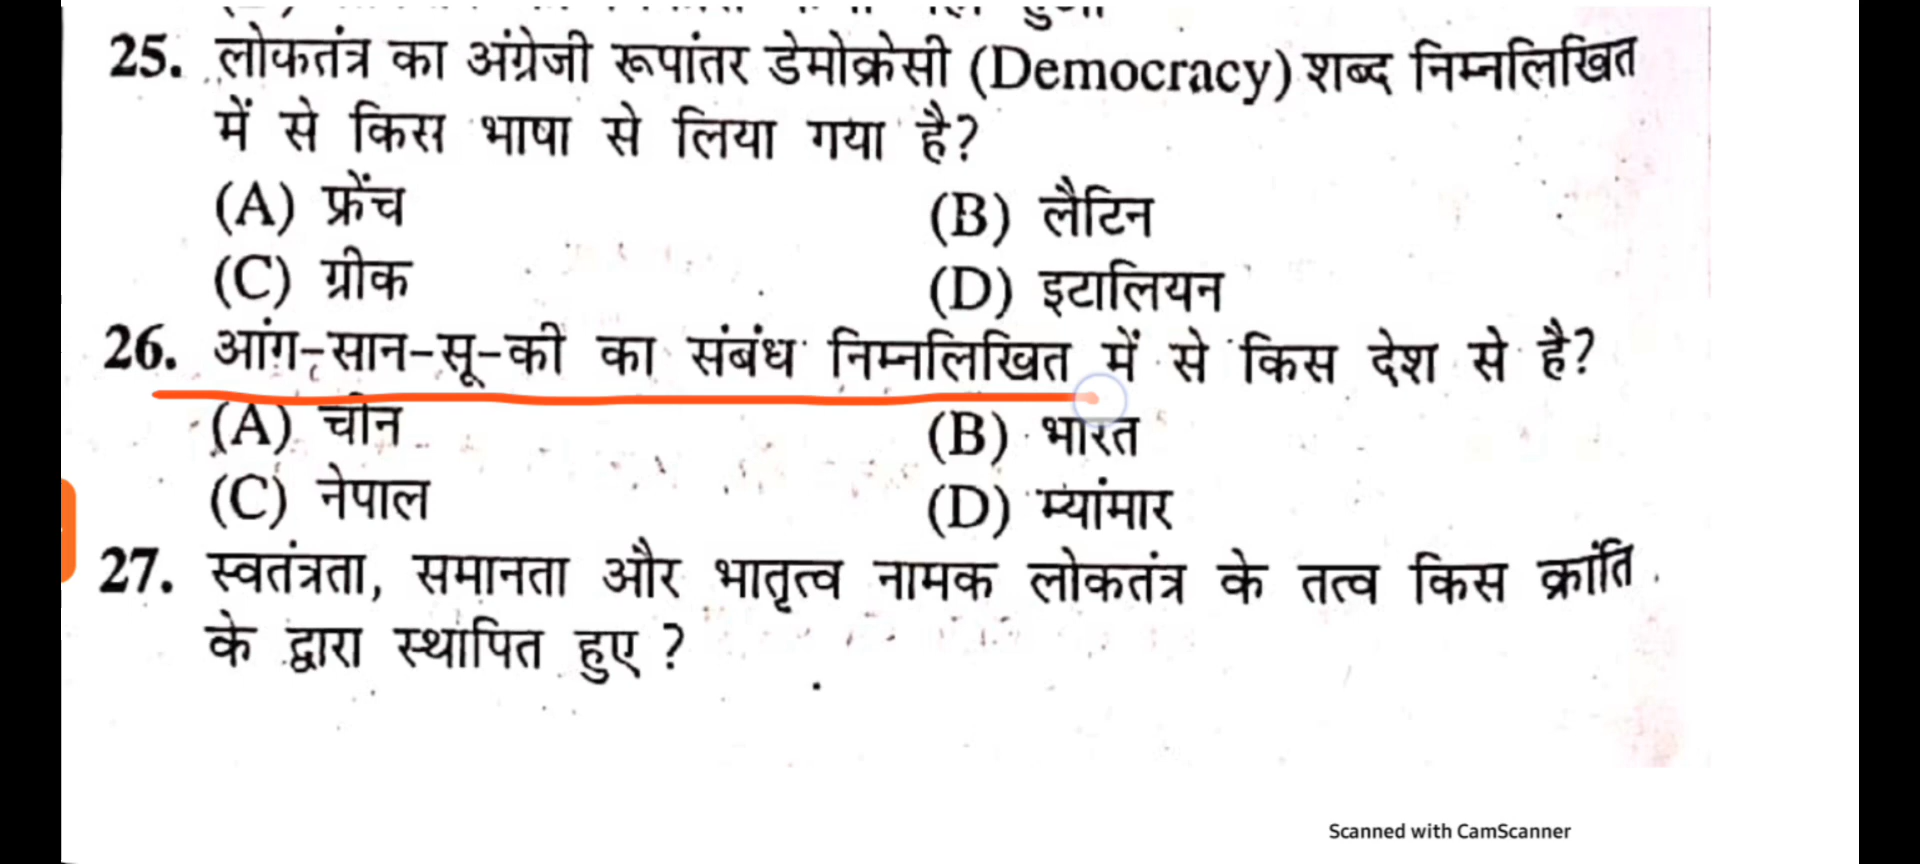 25. लोकतंत्र का अंग्रेजी रूपांतर डेमोक्रेसी (Democracy) शब्द निम्नलिखित
में से किस भाषा से लिया गया है?
(A) फ्रेंच (B) लैटिन
(C) ग्रीक (D) इटालियन
26. आंग-सान-सू-की का संबंध निम्नलिखित में से किस देश से है?
(A) चीन (B) भारत
(C) नेपाल (D) म्यांमार
27. स्वतंत्रता, समानता और भातृत्व नामक लोकतंत्र के तत्व किस क्रांति
के द्वारा स्थापित हुए ?
Scanned with CamScanner